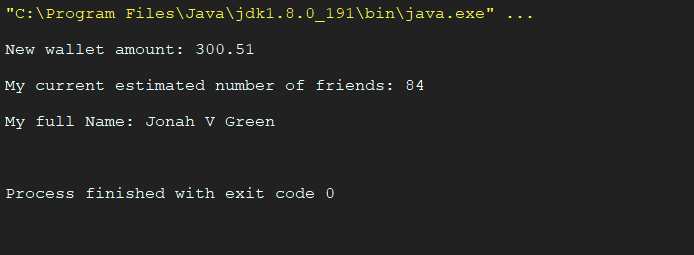 "C:\Program Files\Java\jdk1.8.0_191\bin\java.exe" ...
New wallet amount: 300.51
My current estimated number of friends: 84
My full Name: Jonah V Green
Process finished with exit code 0